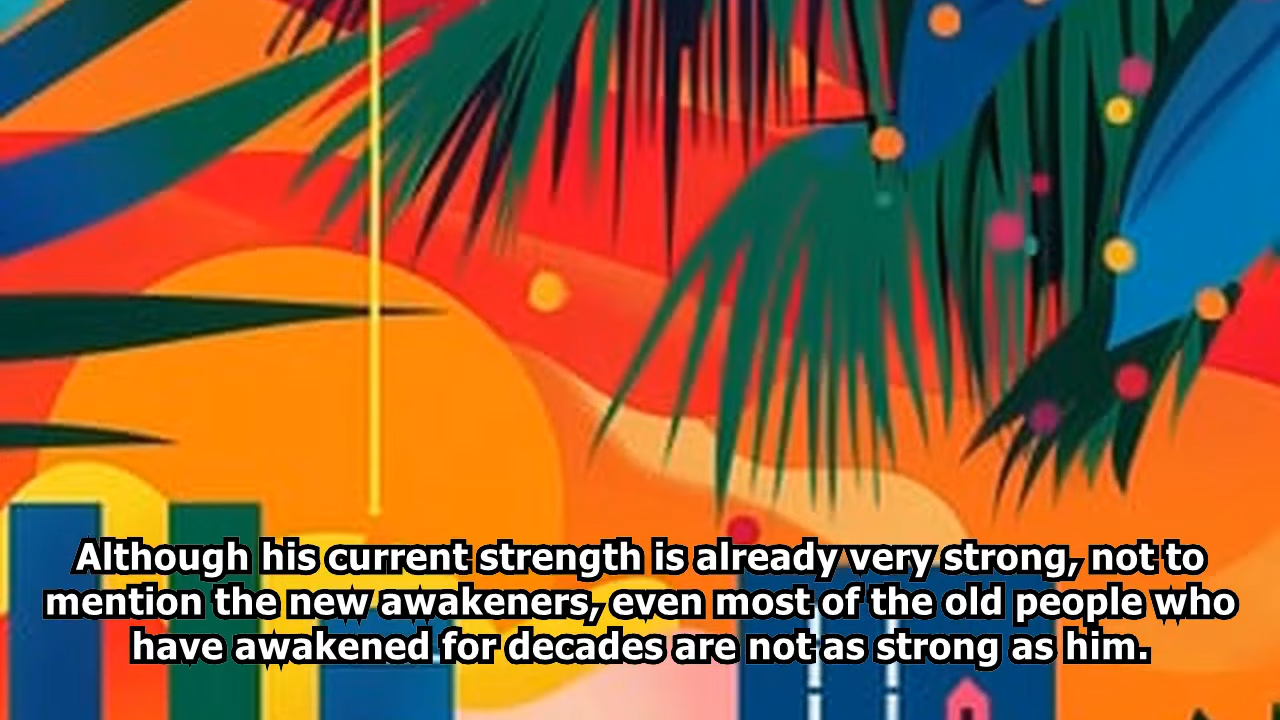 Although his current strength is already very strong, not to
mention the new awakeners, even most of the old people who
have awakened for decades are not as strong as him.